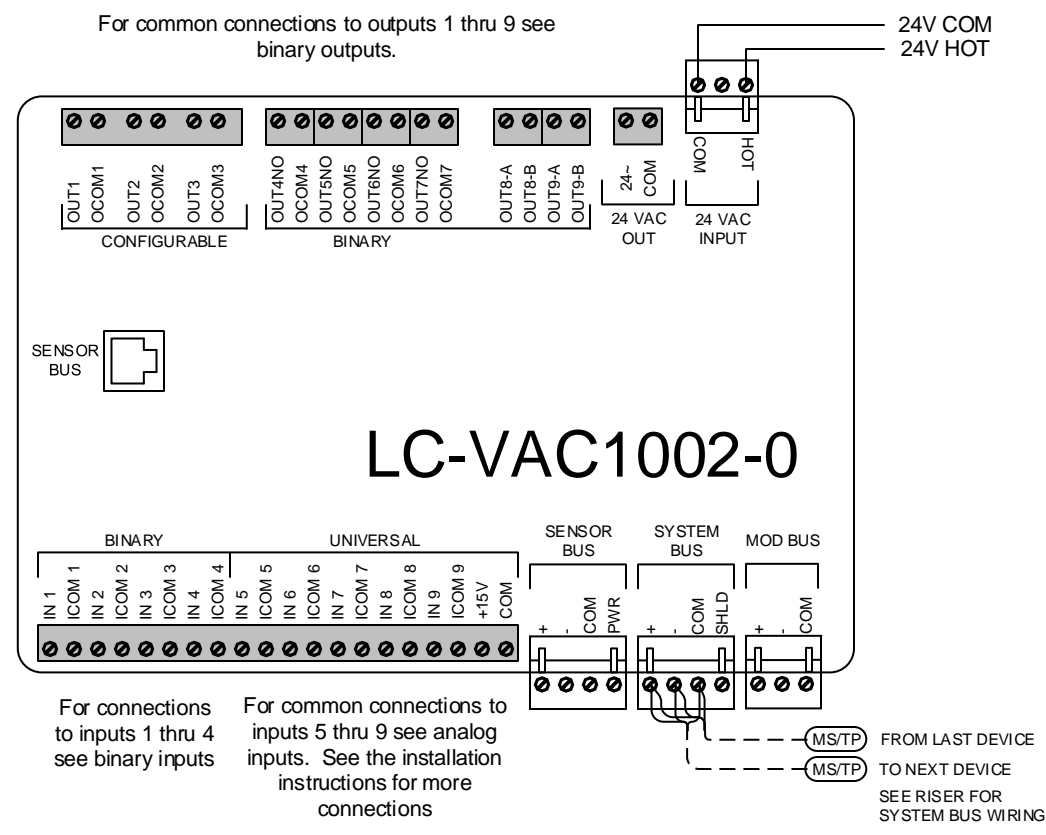 For common connections to outputs 1 thru 9 see
binary outputs.
24V COM
24V HOT
COM
HOT
OUT1
OCOM1
OUT2
OCOM2
OUT3
OCOM3
OUT4NO
OCOM4
OUT5NO
OCOM5
OUT6NO
OCOM6
OUT7NO
OCOM7
OUT8-A
OUT8-B
OUT9-A
OUT9-B
24~
COM
CONFIGURABLE
BINARY
24 VAC
OUT
24 VAC
INPUT
SENSOR
BUS
LC-VAC1002-0
BINARY
UNIVERSAL
SENSOR
BUS
SYSTEM
BUS
MOD BUS
IN 1
ICOM 1
IN 2
ICOM 2
IN 3
ICOM 3
IN 4
ICOM 4
IN 5
ICOM 5
IN 6
ICOM 6
IN 7
ICOM 7
IN 8
ICOM 8
IN 9
ICOM 9
+15V
COM
+
-
COM
PWR
+
-
COM
SHLD
+
-
COM
For connections
to inputs 1 thru 4
see binary inputs
For common connections to
inputs 5 thru 9 see analog
inputs. See the installation
instructions for more
connections
MS/TP FROM LAST DEVICE
MS/TP TO NEXT DEVICE
SEE RISER FOR
SYSTEM BUS WIRING